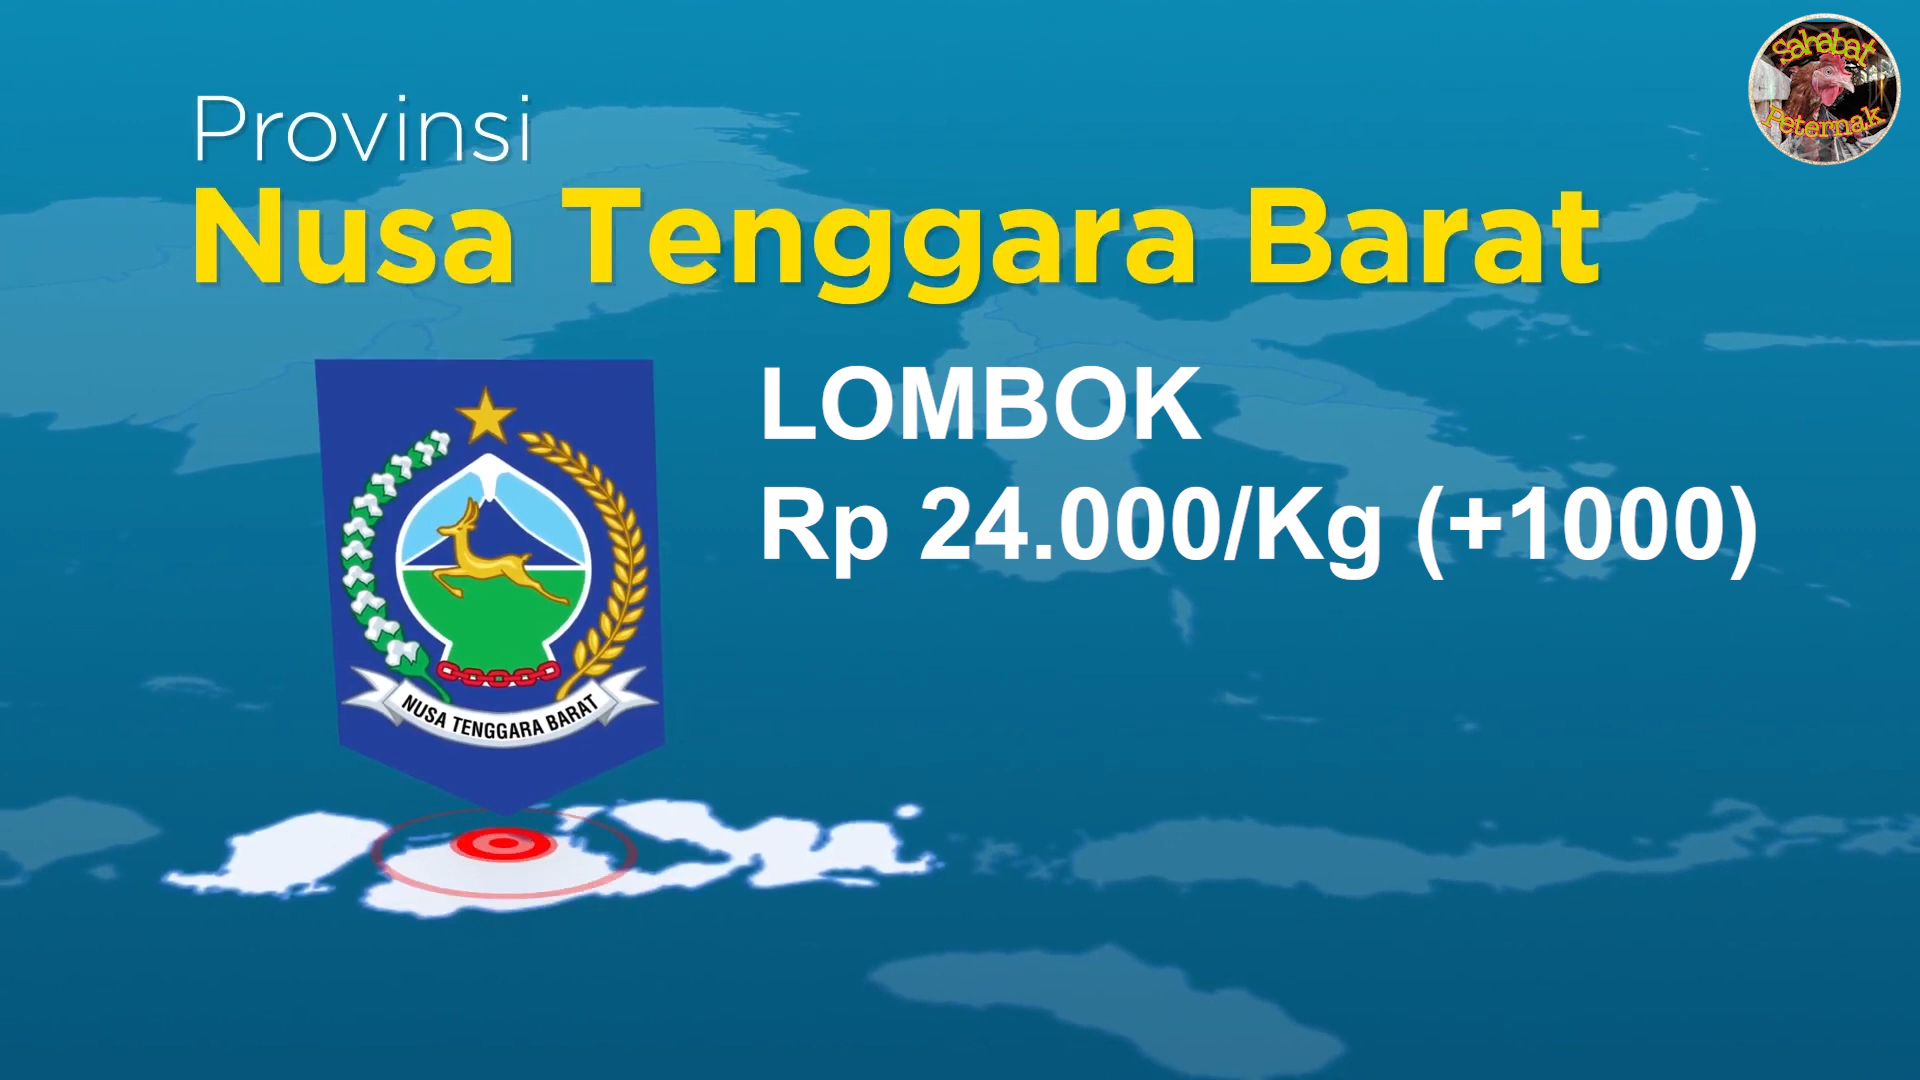 Sahabat
Peternak
Provinsi
Nusa Tenggara Barat
LOMBOK
Rp 24.000/Kg (+1000)
NUSA TENGGARA BARAT